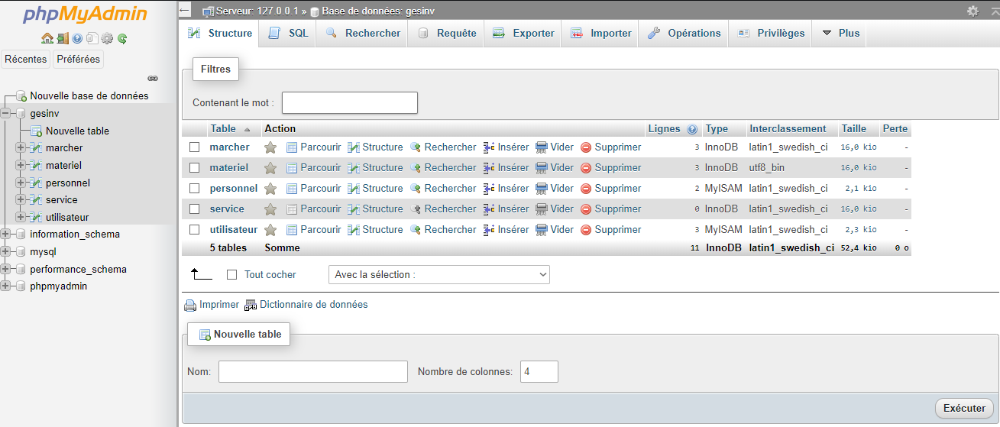 phpMyAdmin
Récentes Préférées
Nouvelle base de données
gesinv
Nouvelle table
marcher
materiel
personnel
service
utilisateur
information_schema
mysql
performance_schema
phpmyadmin
Serveur: 127.0.0.1 » Base de données: gesinv
Structure SQL Rechercher Requête Exporter Importer Opérations Privilèges Plus
Filtres
Contenant le mot :
Table Action Lignes Type Interclassement Taille Perte
marcher Parcourir Structure Rechercher Insérer Vider Supprimer 3 InnoDB latin1_swedish_ci 16,0 kio -
materiel Parcourir Structure Rechercher Insérer Vider Supprimer 3 InnoDB utf8_bin 16,0 kio -
personnel Parcourir Structure Rechercher Insérer Vider Supprimer 2 MyISAM latin1_swedish_ci 2,1 kio -
service Parcourir Structure Rechercher Insérer Vider Supprimer 0 InnoDB latin1_swedish_ci 16,0 kio -
utilisateur Parcourir Structure Rechercher Insérer Vider Supprimer 3 MyISAM latin1_swedish_ci 2,3 kio -
5 tables Somme 11 InnoDB latin1_swedish_ci 52,4 kio 0 o
Tout cocher Avec la sélection :
Imprimer Dictionnaire de données
Nouvelle table
Nom: Nombre de colonnes: 4
Exécuter